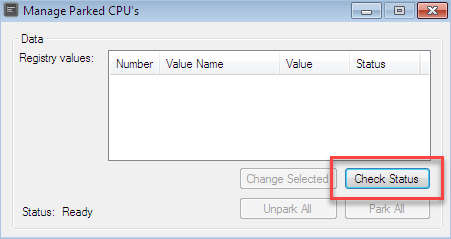 Manage Parked CPU's
Data
Registry values:
Number Value Name Value Status
Change Selected Check Status
Status: Ready
Unpark All Park All